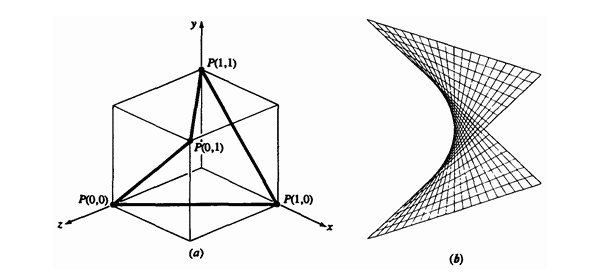 y
P(1,1)
P(0,1)
P(0,0)
P(1,0)
z
x
(a)
(b)